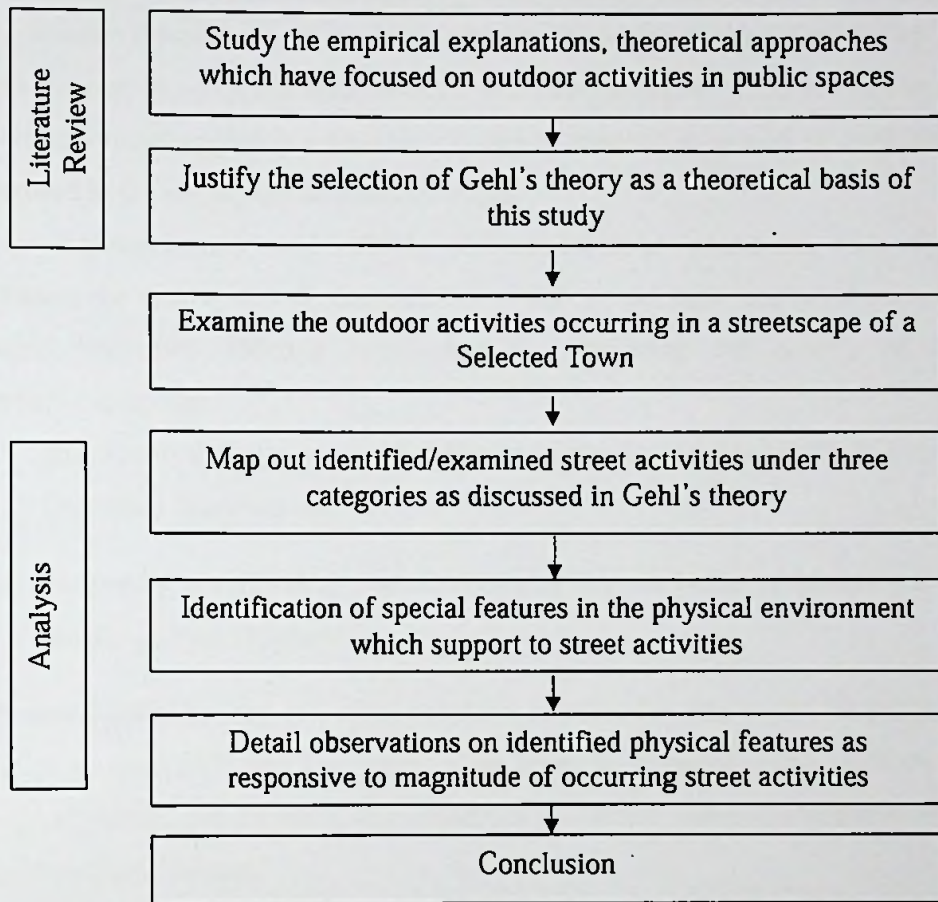 Literature
Review
Study the empirical explanations, theoretical approaches
which have focused on outdoor activities in public spaces
Justify the selection of Gehl's theory as a theoretical basis of
this study
Examine the outdoor activities occurring in a streetscape of a
Selected Town
Analysis
Map out identified/examined street activities under three
categories as discussed in Gehl's theory
Identification of special features in the physical environment
which support to street activities
Detail observations on identified physical features as
responsive to magnitude of occurring street activities
Conclusion